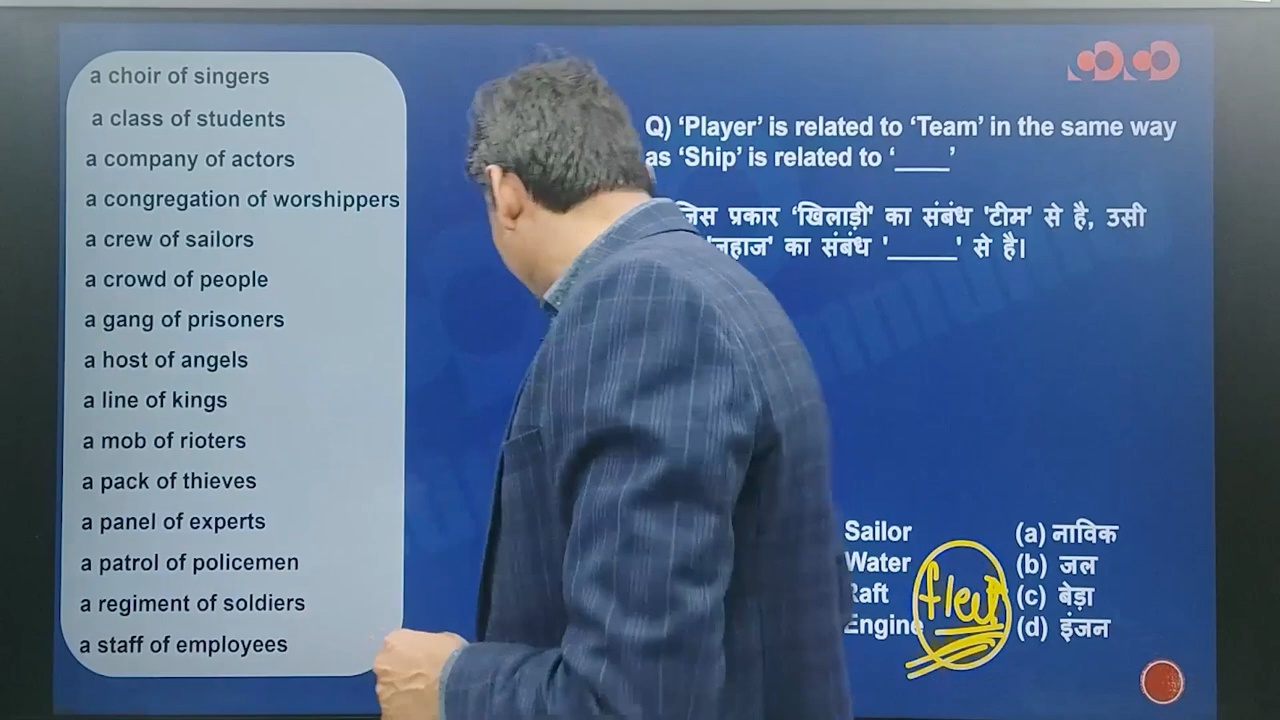 a choir of singers
a class of students
a company of actors
a congregation of worshippers
a crew of sailors
a crowd of people
a gang of prisoners
a host of angels
a line of kings
a mob of rioters
a pack of thieves
a panel of experts
a patrol of policemen
a regiment of soldiers
a staff of employees
Q) ‘Player’ is related to ‘Team’ in the same way
as ‘Ship’ is related to ‘____’
जिस प्रकार ‘खिलाड़ी' का संबंध 'टीम' से है, उसी
'जहाज' का संबंध '_____' से है।
Sailor (a) नाविक
Water (b) जल
Raft (c) बेड़ा
Engine (d) इंजन
fleet